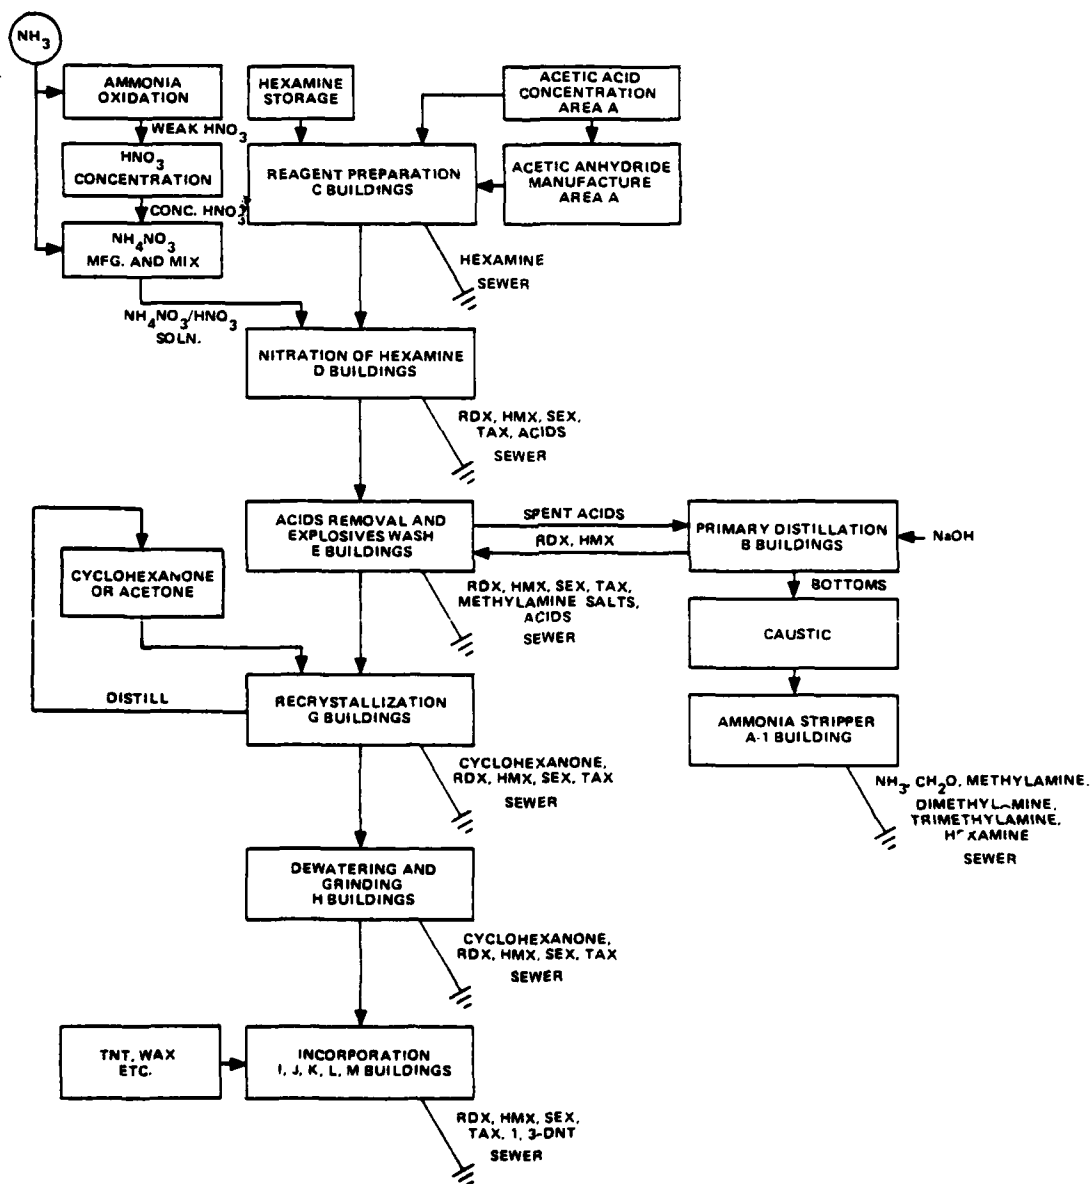 NH3
AMMONIA
OXIDATION
WEAK HNO3
HNO3
CONCENTRATION
CONC. HNO3
NH4NO3
MFG. AND MIX
NH4NO3/HNO3
SOLN.
HEXAMINE
STORAGE
ACETIC ACID
CONCENTRATION
AREA A
REAGENT PREPARATION
C BUILDINGS
ACETIC ANHYDRIDE
MANUFACTURE
AREA A
HEXAMINE
SEWER
NITRATION OF HEXAMINE
D BUILDINGS
RDX, HMX, SEX,
TAX, ACIDS
SEWER
ACIDS REMOVAL AND
EXPLOSIVES WASH
E BUILDINGS
SPENT ACIDS
RDX, HMX
PRIMARY DISTILLATION
B BUILDINGS
NaOH
BOTTOMS
RDX, HMX, SEX, TAX,
METHYLAMINE SALTS,
ACIDS
SEWER
CAUSTIC
CYCLOHEXANONE
OR ACETONE
DISTILL
RECRYSTALLIZATION
G BUILDINGS
AMMONIA STRIPPER
A-1 BUILDING
CYCLOHEXANONE,
RDX, HMX, SEX, TAX
SEWER
NH3, CH2O, METHYLAMINE,
DIMETHYLAMINE,
TRIMETHYLAMINE,
HEXAMINE
SEWER
DEWATERING AND
GRINDING
H BUILDINGS
CYCLOHEXANONE,
RDX, HMX, SEX, TAX
SEWER
TNT, WAX
ETC.
INCORPORATION
I, J, K, L, M BUILDINGS
RDX, HMX, SEX,
TAX, 1, 3-DNT
SEWER